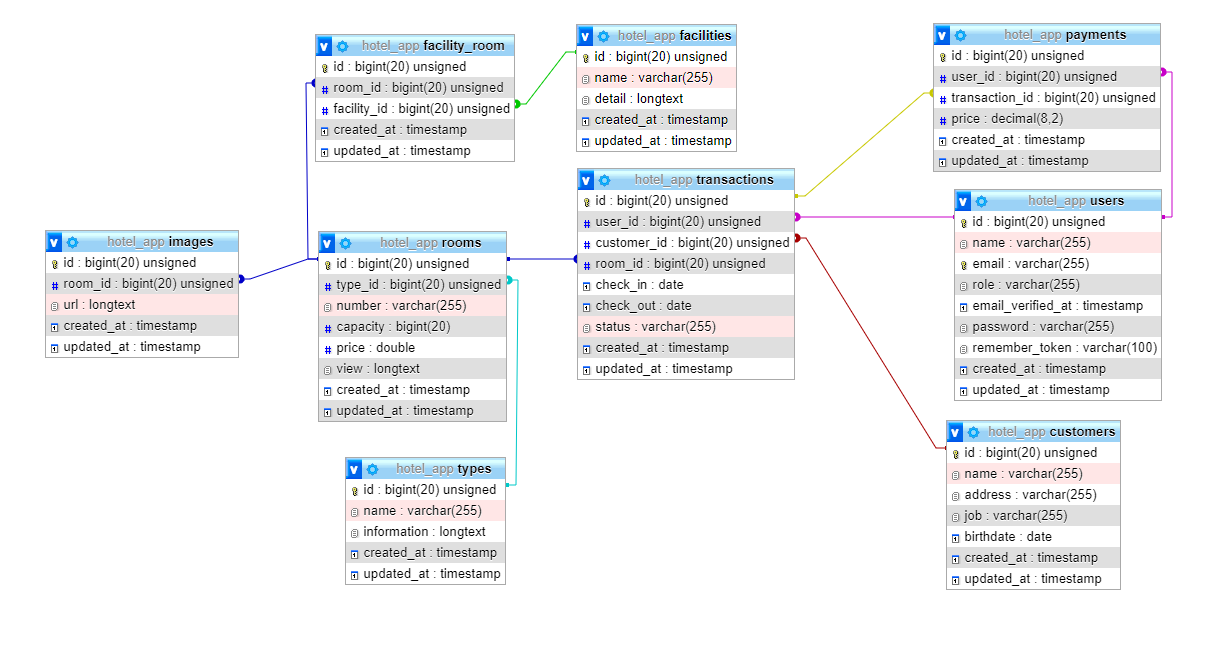 hotel_app facility_room
id : bigint(20) unsigned
room_id : bigint(20) unsigned
facility_id : bigint(20) unsigned
created_at : timestamp
updated_at : timestamp
hotel_app facilities
id : bigint(20) unsigned
name : varchar(255)
detail : longtext
created_at : timestamp
updated_at : timestamp
hotel_app payments
id : bigint(20) unsigned
user_id : bigint(20) unsigned
transaction_id : bigint(20) unsigned
price : decimal(8,2)
created_at : timestamp
updated_at : timestamp
hotel_app transactions
id : bigint(20) unsigned
user_id : bigint(20) unsigned
customer_id : bigint(20) unsigned
room_id : bigint(20) unsigned
check_in : date
check_out : date
status : varchar(255)
created_at : timestamp
updated_at : timestamp
hotel_app users
id : bigint(20) unsigned
name : varchar(255)
email : varchar(255)
role : varchar(255)
email_verified_at : timestamp
password : varchar(255)
remember_token : varchar(100)
created_at : timestamp
updated_at : timestamp
hotel_app images
id : bigint(20) unsigned
room_id : bigint(20) unsigned
url : longtext
created_at : timestamp
updated_at : timestamp
hotel_app rooms
id : bigint(20) unsigned
type_id : bigint(20) unsigned
number : varchar(255)
capacity : bigint(20)
price : double
view : longtext
created_at : timestamp
updated_at : timestamp
hotel_app customers
id : bigint(20) unsigned
name : varchar(255)
address : varchar(255)
job : varchar(255)
birthdate : date
created_at : timestamp
updated_at : timestamp
hotel_app types
id : bigint(20) unsigned
name : varchar(255)
information : longtext
created_at : timestamp
updated_at : timestamp